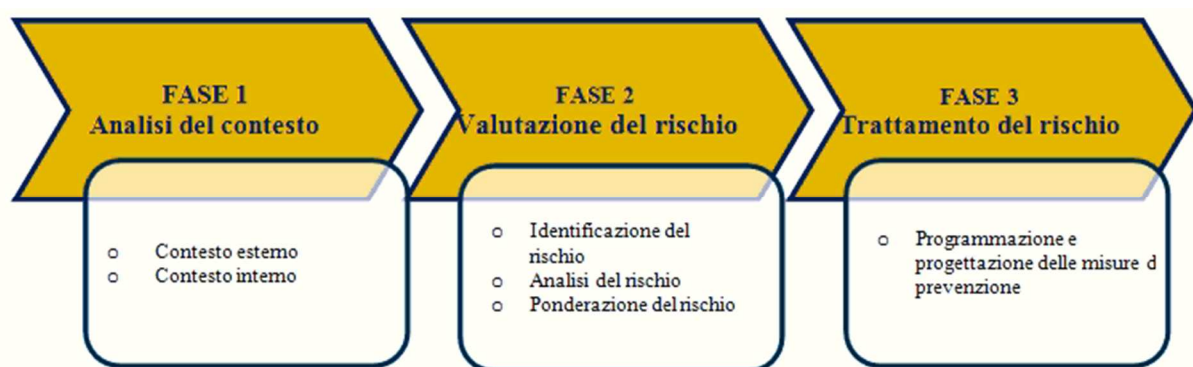 FASE 1
Analisi del contesto
o Contesto esterno
o Contesto interno
FASE 2
Valutazione del rischio
o Identificazione del
rischio
o Analisi del rischio
o Ponderazione del rischio
FASE 3
Trattamento del rischio
o Programmazione e
progettazione delle misure d
prevenzione